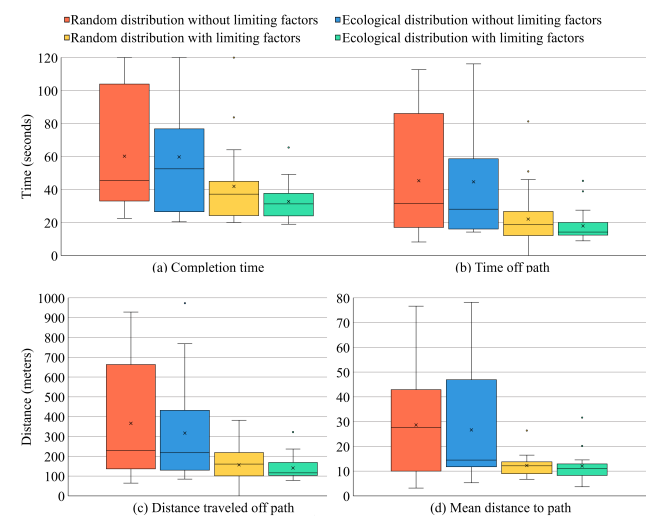 Random distribution without limiting factors
Ecological distribution without limiting factors
Random distribution with limiting factors
Ecological distribution with limiting factors
Time (seconds)
120
100
80
60
40
20
0
(a) Completion time
(b) Time off path
Distance (meters)
1000
900
800
700
600
500
400
300
200
100
0
(c) Distance traveled off path
80
70
60
50
40
30
20
10
0
(d) Mean distance to path